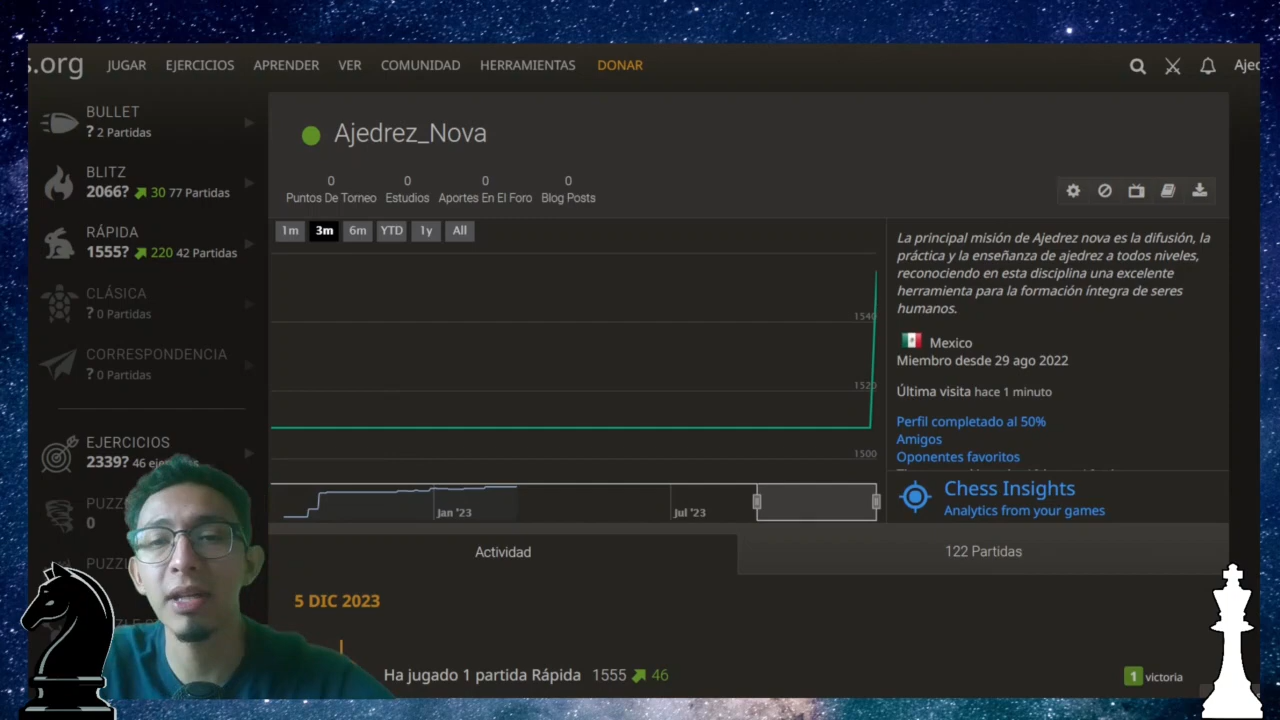 s.org JUGAR EJERCICIOS APRENDER VER COMUNIDAD HERRAMIENTAS DONAR
BULLET
? 2 Partidas
BLITZ
2066? 30 77 Partidas
RÁPIDA
1555? 220 42 Partidas
CLÁSICA
? 0 Partidas
CORRESPONDENCIA
? 0 Partidas
EJERCICIOS
2339? 46
0
Ajedrez_Nova
0 0 0 0
Puntos De Torneo Estudios Aportes En El Foro Blog Posts
1m 3m 6m YTD 1y All
1540
1520
1500
Jan '23 Jul '23
La principal misión de Ajedrez nova es la difusión, la
práctica y la enseñanza de ajedrez a todos niveles,
reconociendo en esta disciplina una excelente
herramienta para la formación íntegra de seres
humanos.
Mexico
Miembro desde 29 ago 2022
Última visita hace 1 minuto
Perfil completado al 50%
Amigos
Oponentes favoritos
Chess Insights
Analytics from your games
Actividad 122 Partidas
5 DIC 2023
Ha jugado 1 partida Rápida 1555 46
1 victoria